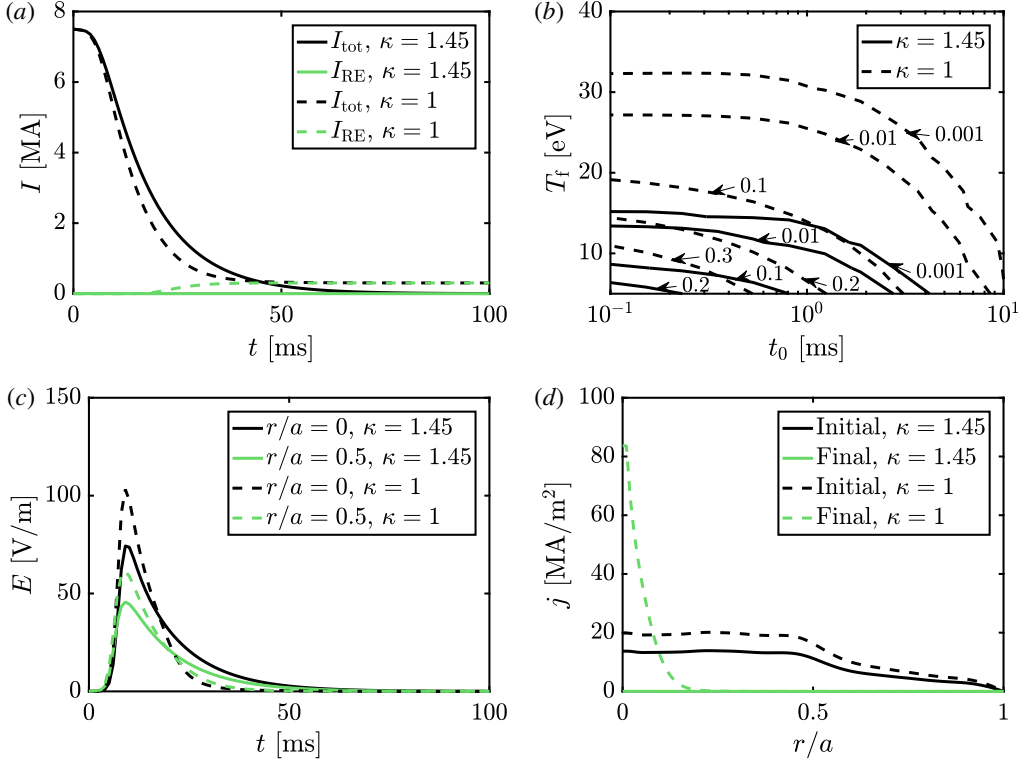 (a)
8
6
4
2
0
0
50
100
I [MA]
t [ms]
I_tot, κ = 1.45
I_RE, κ = 1.45
I_tot, κ = 1
I_RE, κ = 1
(b)
40
30
20
10
10^-1
10^0
10^1
T_f [eV]
t_0 [ms]
κ = 1.45
κ = 1
0.001
0.01
0.1
0.01
0.3
0.1
0.001
0.2
0.2
(c)
150
100
50
0
0
50
100
E [V/m]
t [ms]
r/a = 0, κ = 1.45
r/a = 0.5, κ = 1.45
r/a = 0, κ = 1
r/a = 0.5, κ = 1
(d)
100
80
60
40
20
0
0
0.5
1
j [MA/m²]
r/a
Initial, κ = 1.45
Final, κ = 1.45
Initial, κ = 1
Final, κ = 1